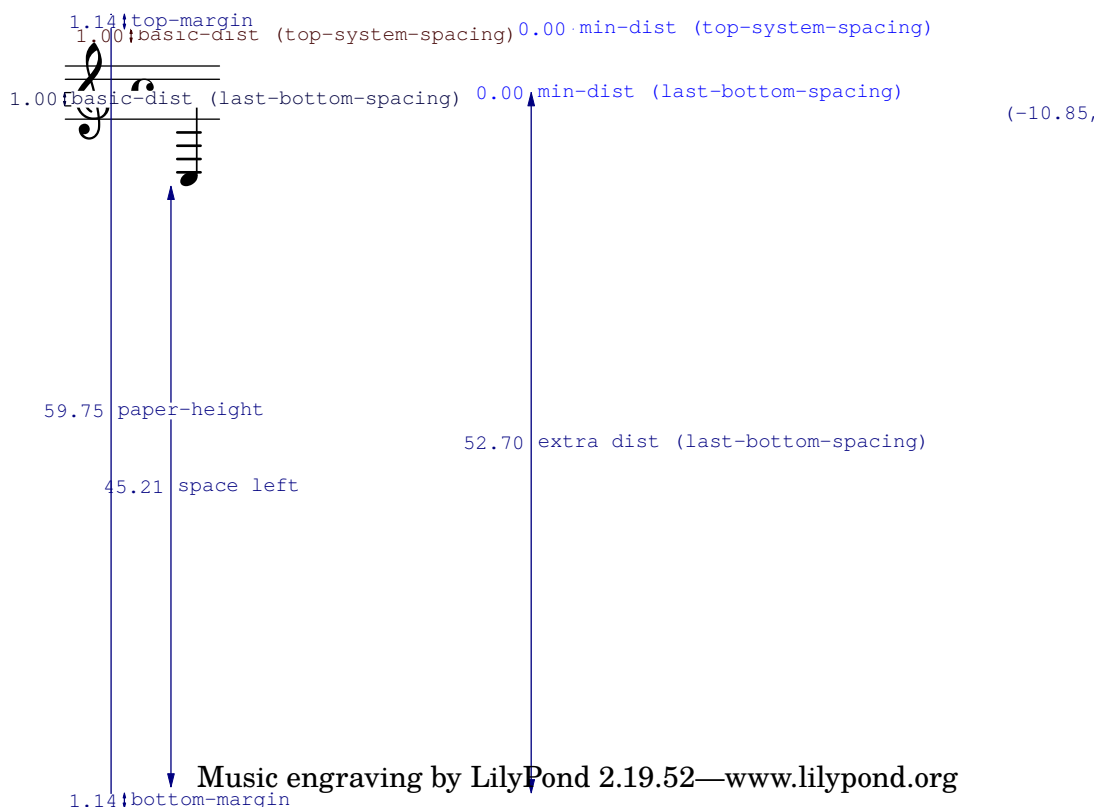 1.14 top-margin
1.00 basic-dist (top-system-spacing) 0.00 min-dist (top-system-spacing)
1.00 basic-dist (last-bottom-spacing) 0.00 min-dist (last-bottom-spacing)
(-10.85,
59.75 paper-height
52.70 extra dist (last-bottom-spacing)
45.21 space left
Music engraving by LilyPond 2.19.52—www.lilypond.org
1.14 bottom-margin